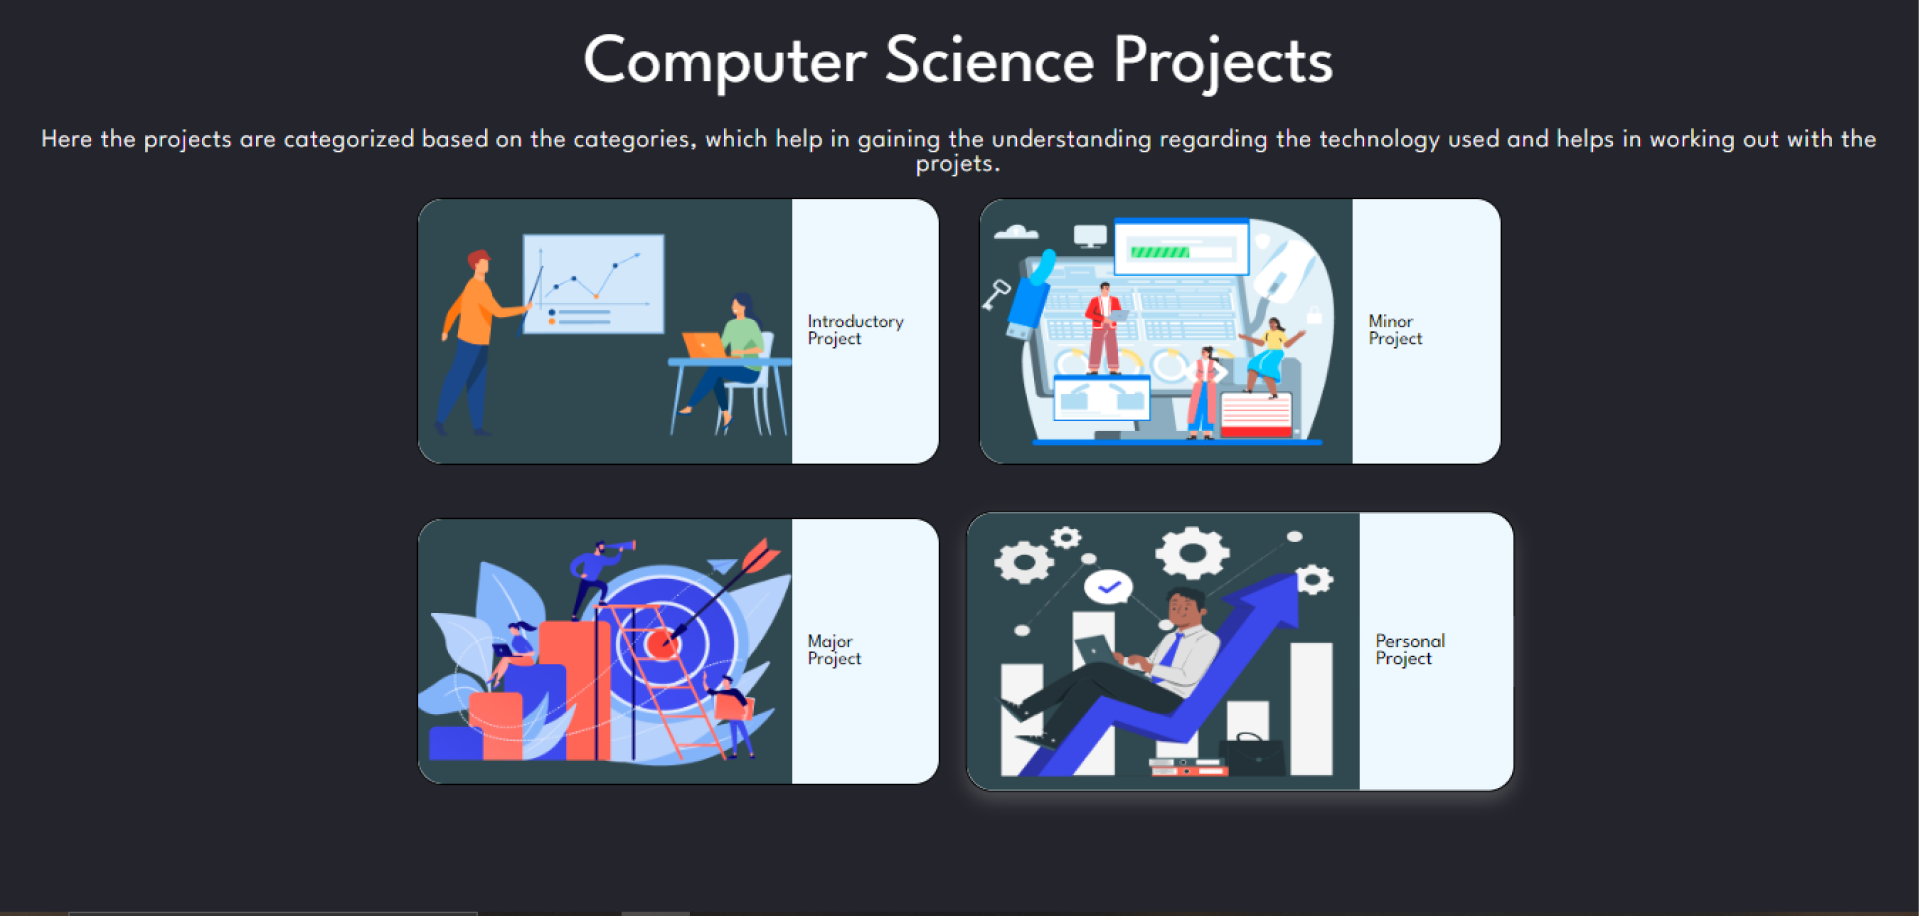 Computer Science Projects
Here the projects are categorized based on the categories, which help in gaining the understanding regarding the technology used and helps in working out with the
projets.
Introductory
Project
Minor
Project
Major
Project
Personal
Project